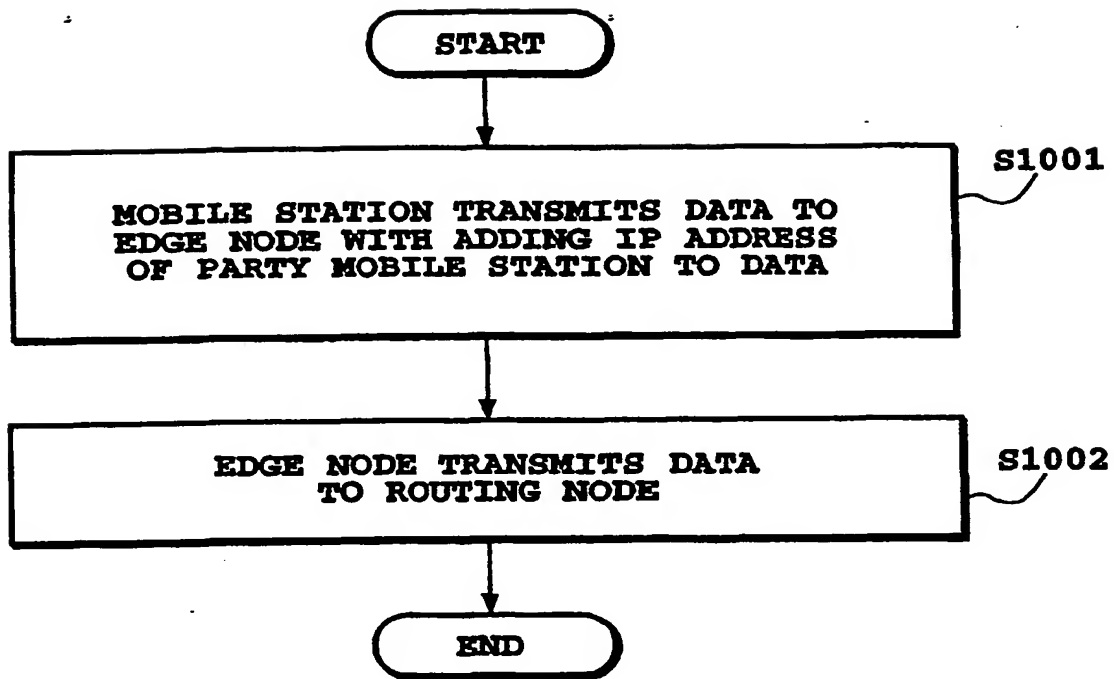 START
S1001
MOBILE STATION TRANSMITS DATA TO
EDGE NODE WITH ADDING IP ADDRESS
OF PARTY MOBILE STATION TO DATA
S1002
EDGE NODE TRANSMITS DATA
TO ROUTING NODE
END